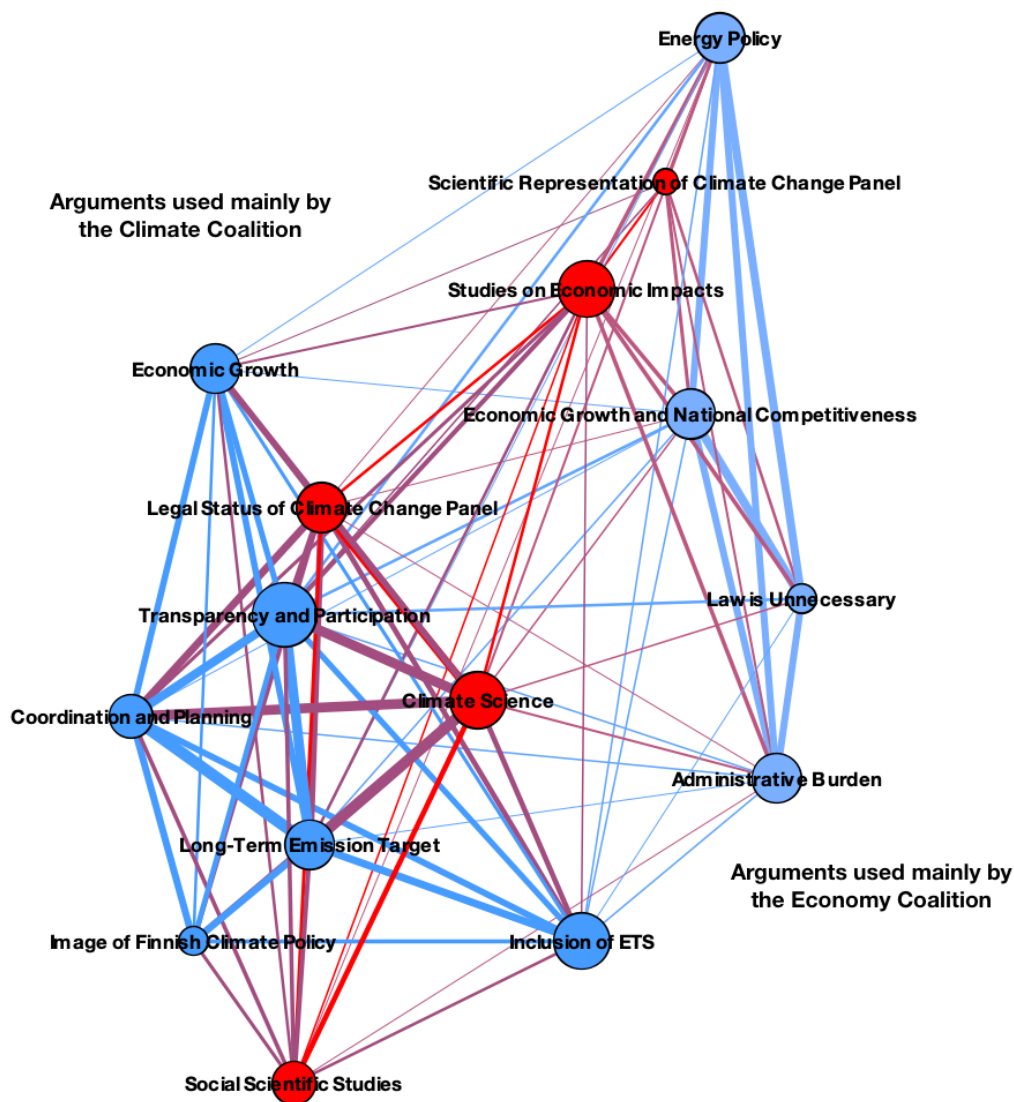 Energy Policy
Scientific Representation of Climate Change Panel
Arguments used mainly by
the Climate Coalition
Studies on Economic Impacts
Economic Growth
Economic Growth and National Competitiveness
Legal Status of Climate Change Panel
Law is Unnecessary
Transparency and Participation
Climate Science
Coordination and Planning
Administrative Burden
Long-Term Emission Target
Arguments used mainly by
the Economy Coalition
Image of Finnish Climate Policy
Inclusion of ETS
Social Scientific Studies